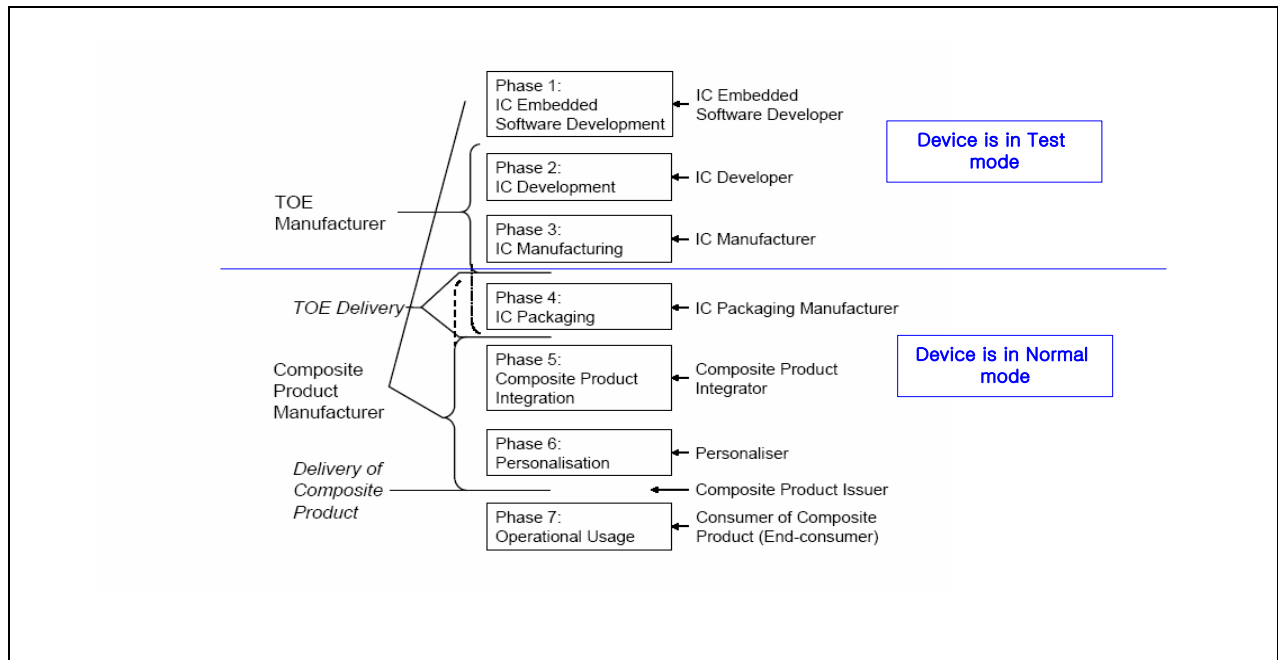 Phase 1:
IC Embedded
Software Development
IC Embedded
Software Developer
Device is in Test
mode
Phase 2:
IC Development
IC Developer
TOE
Manufacturer
Phase 3:
IC Manufacturing
IC Manufacturer
TOE Delivery
Phase 4:
IC Packaging
IC Packaging Manufacturer
Device is in Normal
mode
Composite
Product
Manufacturer
Phase 5:
Composite Product
Integration
Composite Product
Integrator
Phase 6:
Personalisation
Personaliser
Delivery of
Composite
Product
Composite Product Issuer
Phase 7:
Operational Usage
Consumer of Composite
Product (End-consumer)